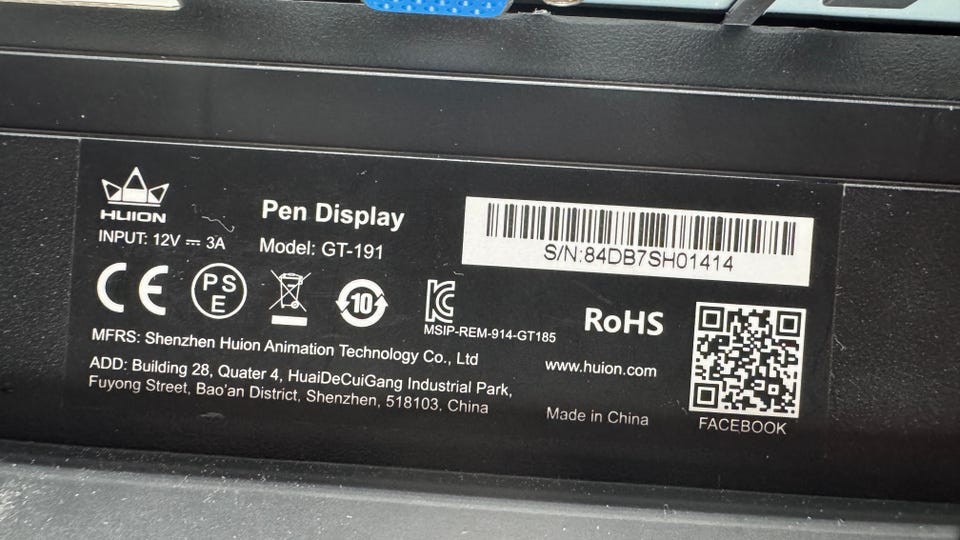 HUION
INPUT: 12V ⎓ 3A
Pen Display
Model: GT-191
S/N:84DB7SH01414
CE
PS
E
10
KC
MSIP-REM-914-GT185
RoHS
MFRS: Shenzhen Huion Animation Technology Co., Ltd
ADD: Building 28, Quater 4, HuaiDeCuiGang Industrial Park,
Fuyong Street, Bao'an District, Shenzhen, 518103, China
www.huion.com
Made in China
FACEBOOK